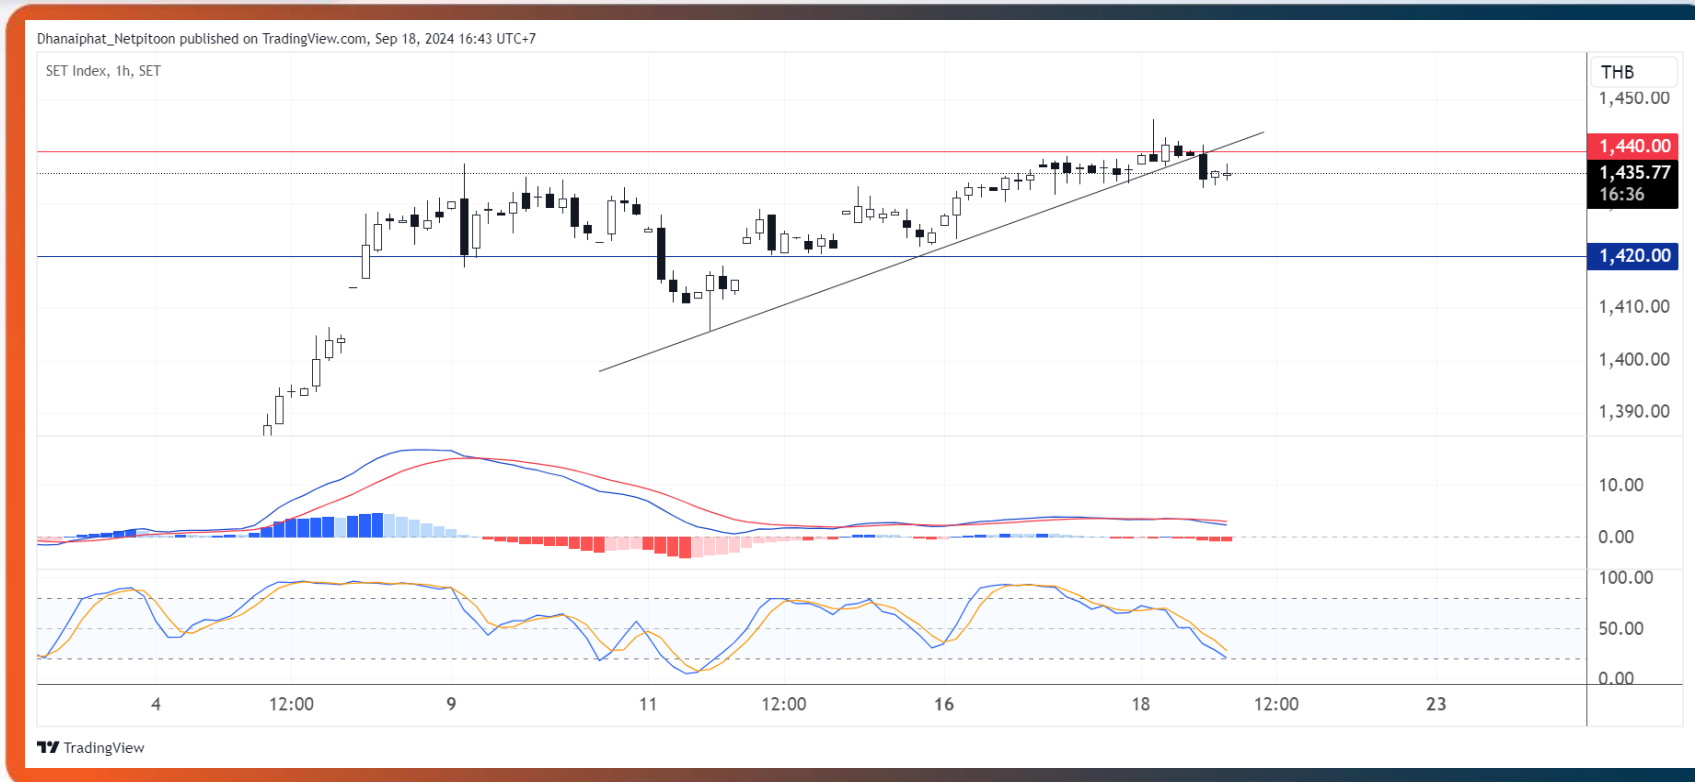 Dhanaiphat_Netpitoon published on TradingView.com, Sep 18, 2024 16:43 UTC+7
SET Index, 1h, SET
THB
1,450.00
1,440.00
1,435.77
16:36
1,420.00
1,410.00
1,400.00
1,390.00
10.00
0.00
100.00
50.00
0.00
4 12:00 9 11 12:00 16 18 12:00 23
TradingView